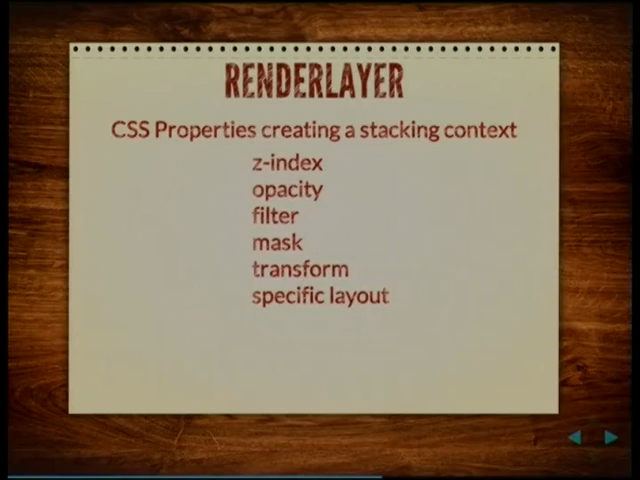 RENDERLAYER
CSS Properties creating a stacking context
z-index
opacity
filter
mask
transform
specific layout